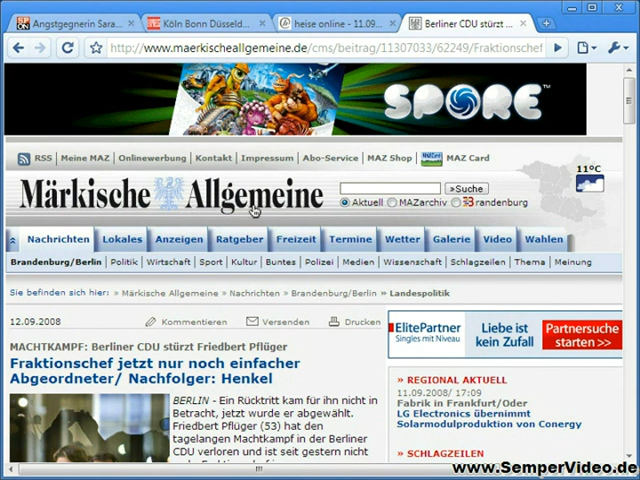 Angstgegnerin Sara...
Köln Bonn Düsseld...
heise online - 11.09...
Berliner CDU stürzt ...
http://www.maerkischeallgemeine.de/cms/beitrag/11307033/62249/Fraktionschef
SPORE™
RSS | Meine MAZ | Onlinewerbung | Kontakt | Impressum | Abo-Service | MAZ Shop | MAZ Card
11°C
Märkische Allgemeine
»Suche
Aktuell MAZarchiv randenburg
Nachrichten Lokales Anzeigen Ratgeber Freizeit Termine Wetter Galerie Video Wahlen
Brandenburg/Berlin | Politik | Wirtschaft | Sport | Kultur | Buntes | Polizei | Medien | Wissenschaft | Schlagzeilen | Thema | Meinung
Sie befinden sich hier: » Märkische Allgemeine » Nachrichten » Brandenburg/Berlin » Landespolitik
12.09.2008 Kommentieren Versenden Drucken
MACHTKAMPF: Berliner CDU stürzt Friedbert Pflüger
Fraktionschef jetzt nur noch einfacher
Abgeordneter/ Nachfolger: Henkel
BERLIN - Ein Rücktritt kam für ihn nicht in
Betracht, jetzt wurde er abgewählt.
Friedbert Pflüger (53) hat den
tagelangen Machtkampf in der Berliner
CDU verloren und ist seit gestern nicht
ElitePartner
Singles mit Niveau
Liebe ist
kein Zufall
Partnersuche
starten >>
» REGIONAL AKTUELL
11.09.2008/ 17:09
Fabrik in Frankfurt/Oder
LG Electronics übernimmt
Solarmodulproduktion von Conergy
» SCHLAGZEILEN
www.SemperVideo.de